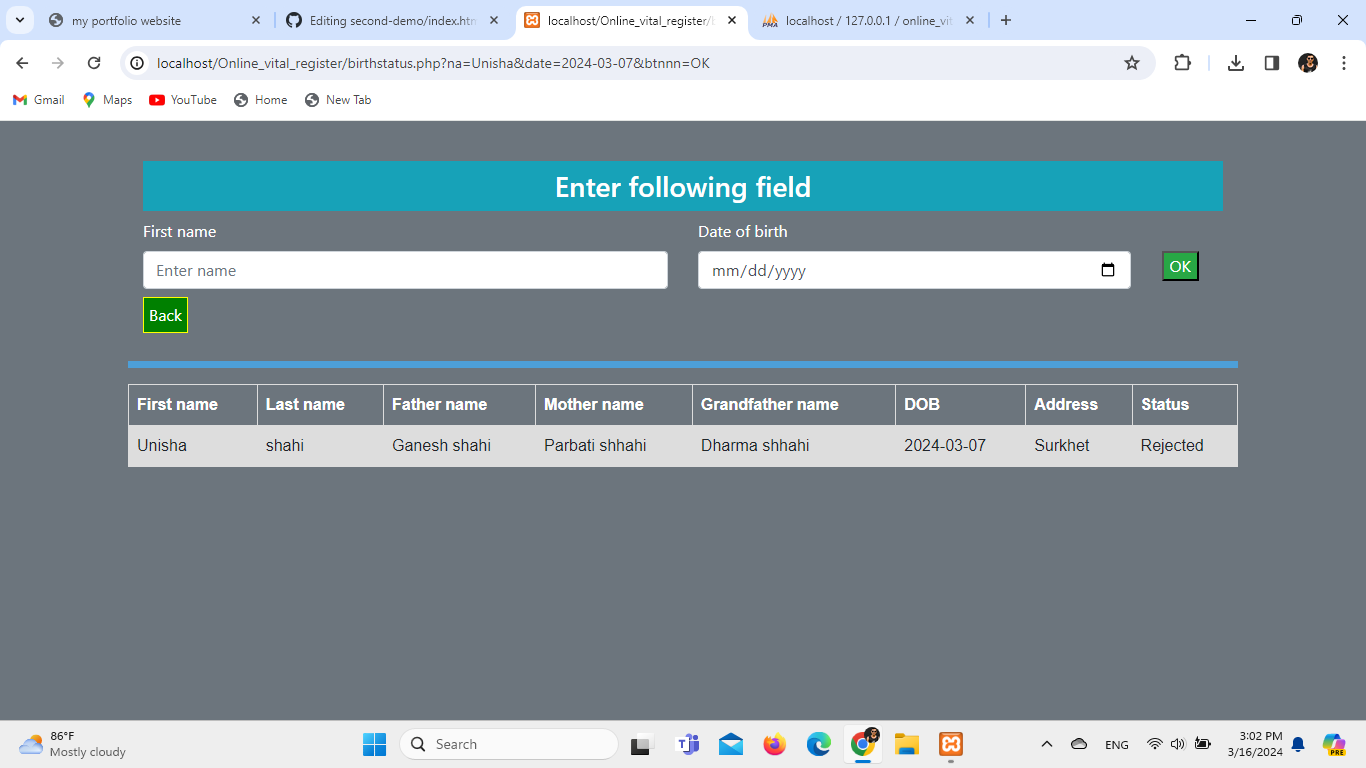 my portfolio website
Editing second-demo/index.htm
localhost/Online_vital_register/b
localhost / 127.0.0.1 / online_vit
localhost/Online_vital_register/birthstatus.php?na=Unisha&date=2024-03-07&btnnn=OK
Gmail Maps YouTube Home New Tab
Enter following field
First name Date of birth
Enter name mm/dd/yyyy OK
Back
First name Last name Father name Mother name Grandfather name DOB Address Status
Unisha shahi Ganesh shahi Parbati shhahi Dharma shhahi 2024-03-07 Surkhet Rejected
86°F
Mostly cloudy
Search
ENG
3:02 PM
3/16/2024
PRE